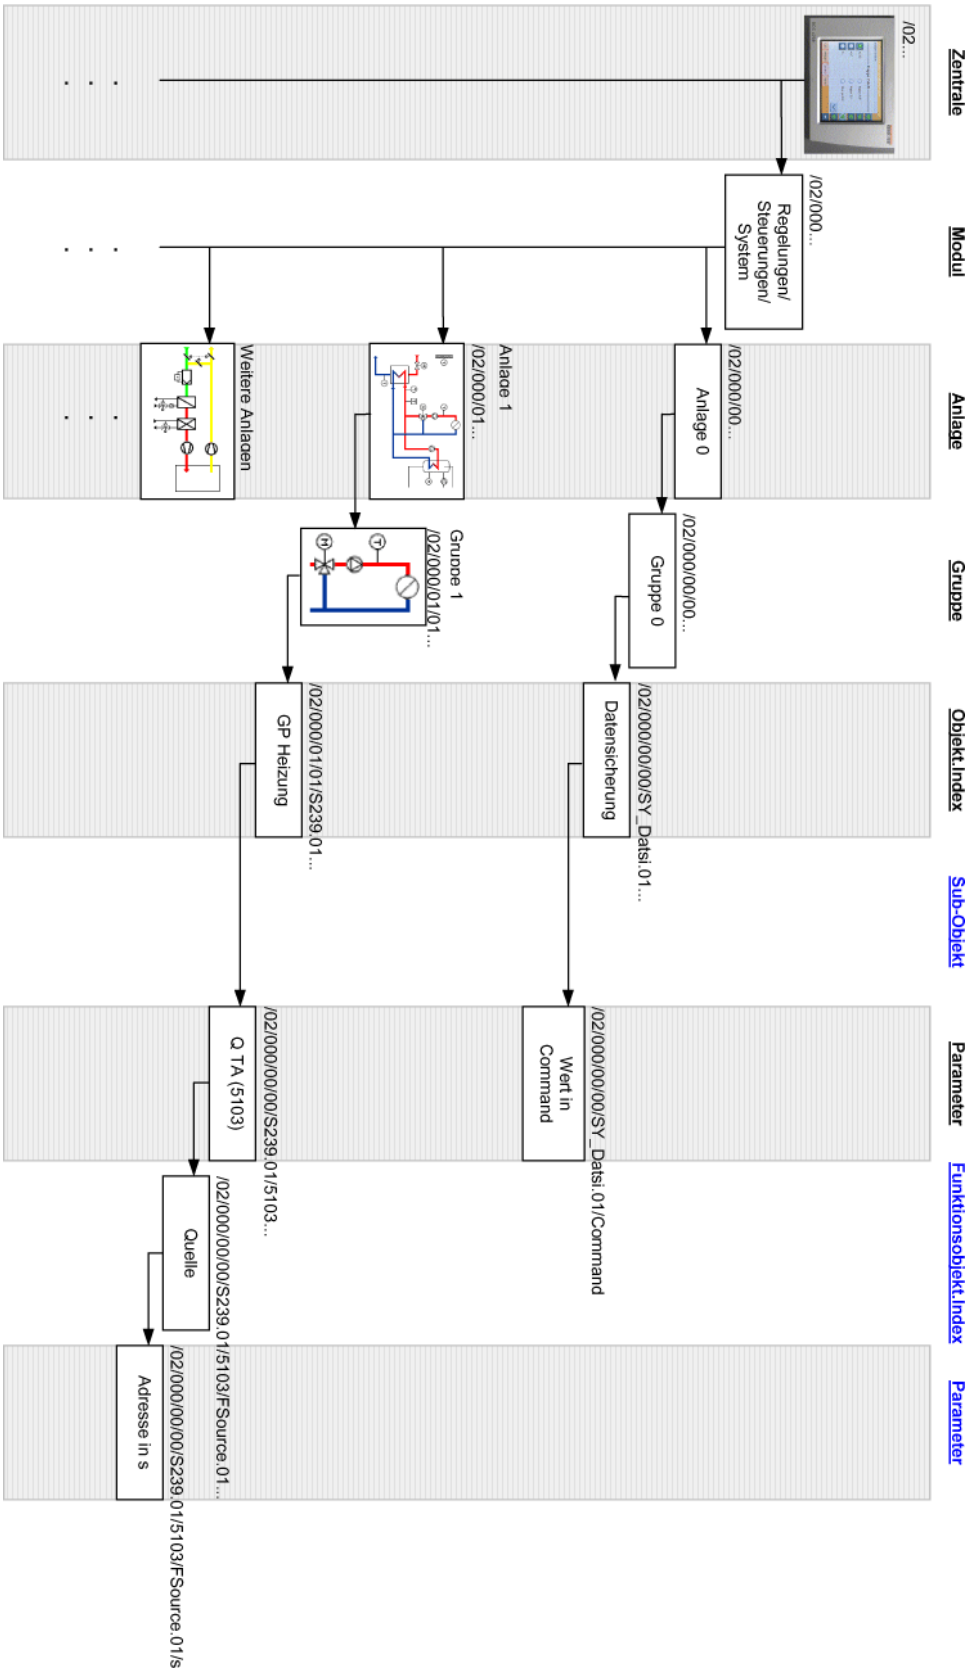 Zentrale
Modul
Anlage
Gruppe
Objekt.Index
Sub-Objekt
Parameter
Funktionsobjekt.Index
Parameter
/02...
/02/000...
Regelungen/
Steuerungen/
System
/02/000/00...
Anlage 0
/02/000/00/00...
Gruppe 0
/02/000/00/00/SY_Datsi.01...
Datensicherung
/02/000/00/00/SY_Datsi.01/Command
Wert in
Command
Anlage 1
/02/000/01...
Gruppe 1
/02/000/01/01...
M
T
/02/000/01/01/S239.01...
GP Heizung
/02/000/00/00/S239.01/5103...
Q TA (5103)
/02/000/00/00/S239.01/5103/FSource.01...
Quelle
/02/000/00/00/S239.01/5103/FSource.01/s
Adresse in s
Weitere Anlagen
. . .
. . .
. . .